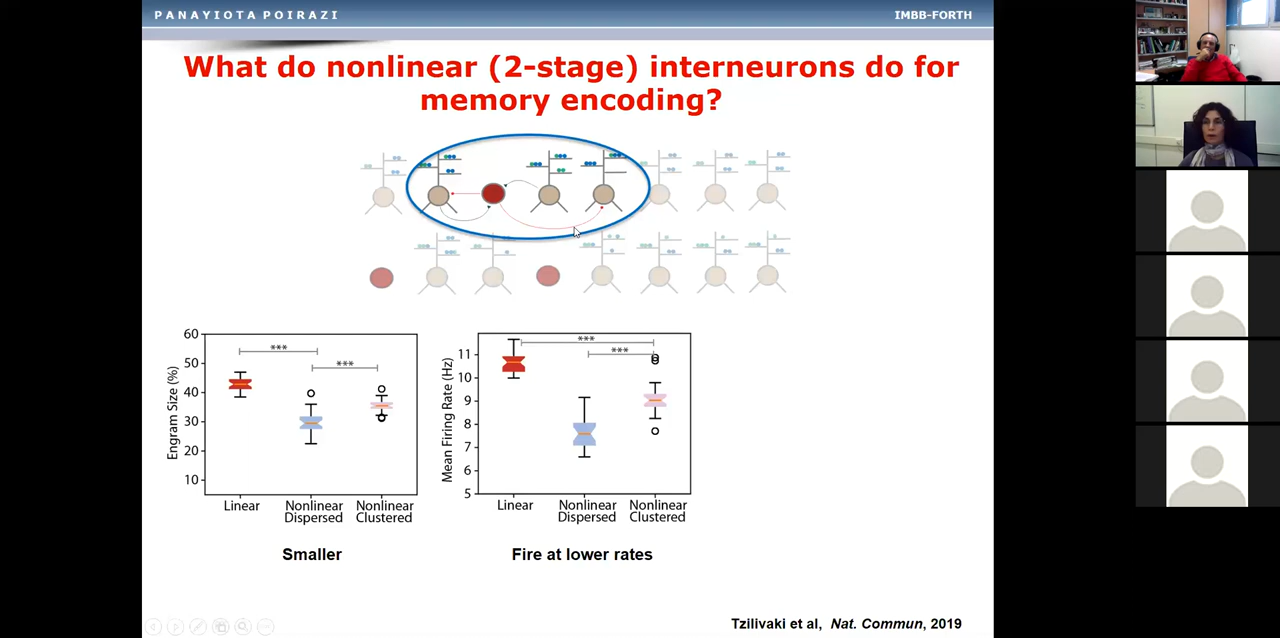 PANAYIOTA POIRAZI
IMBB-FORTH
What do nonlinear (2-stage) interneurons do for
memory encoding?
Engram Size (%)
60
50
40
30
20
10
***
***
Linear
Nonlinear
Dispersed
Nonlinear
Clustered
Smaller
Mean Firing Rate (Hz)
11
10
9
8
7
6
5
***
***
Linear
Nonlinear
Dispersed
Nonlinear
Clustered
Fire at lower rates
Tzilivaki et al, Nat. Commun, 2019